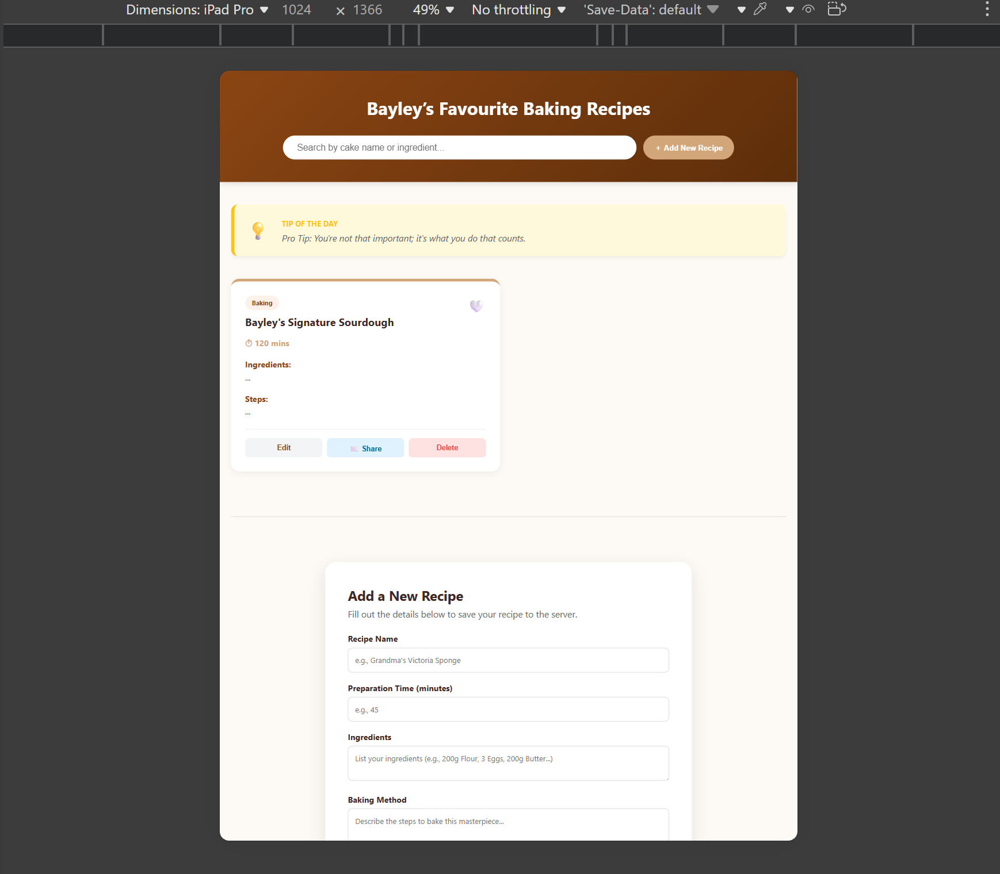 Dimensions: iPad Pro ▼ 1024 × 1366 49% ▼ No throttling ▼ 'Save-Data': default ▼
Bayley’s Favourite Baking Recipes
Search by cake name or ingredient...
+ Add New Recipe
TIP OF THE DAY
Pro Tip: You're not that important; it's what you do that counts.
Baking
Bayley's Signature Sourdough
⏱ 120 mins
Ingredients:
...
Steps:
...
Edit
Share
Delete
Add a New Recipe
Fill out the details below to save your recipe to the server.
Recipe Name
e.g., Grandma's Victoria Sponge
Preparation Time (minutes)
e.g., 45
Ingredients
List your ingredients (e.g., 200g Flour, 3 Eggs, 200g Butter...)
Baking Method
Describe the steps to bake this masterpiece...